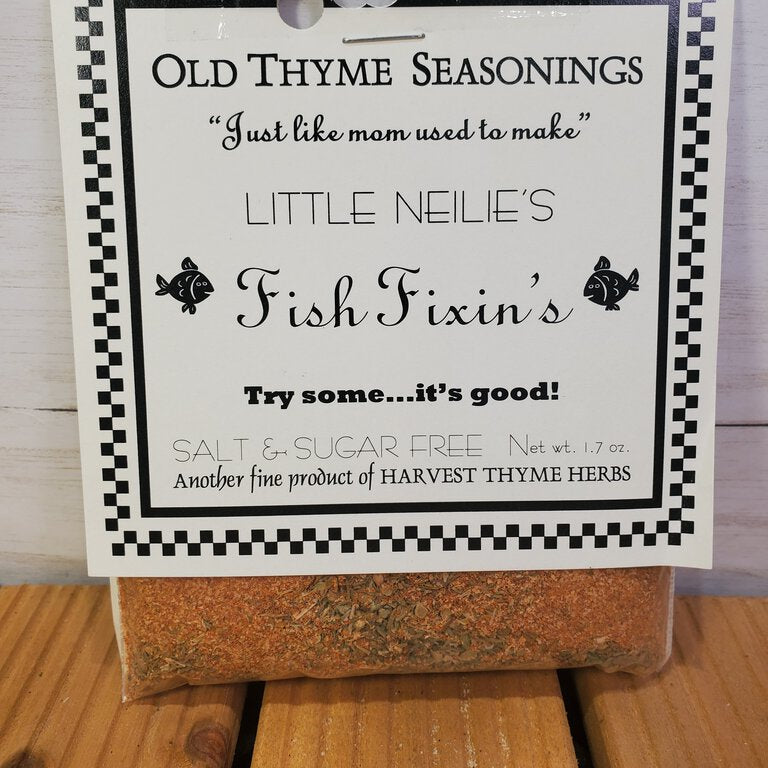 OLD THYME SEASONINGS
“Just like mom used to make”
LITTLE NEILIE'S
Fish Fixin's
Try some...it's good!
SALT & SUGAR FREE Net wt. 1.7 oz.
Another fine product of HARVEST THYME HERBS